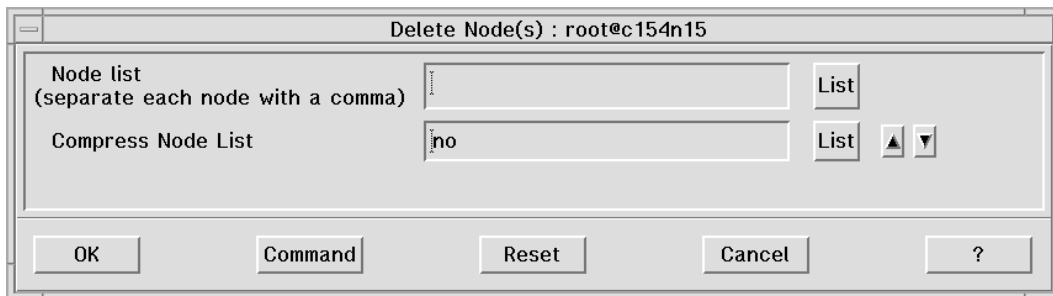 Delete Node(s) : root@c154n15
Node list
(separate each node with a comma)
List
Compress Node List
no
List
OK
Command
Reset
Cancel
?